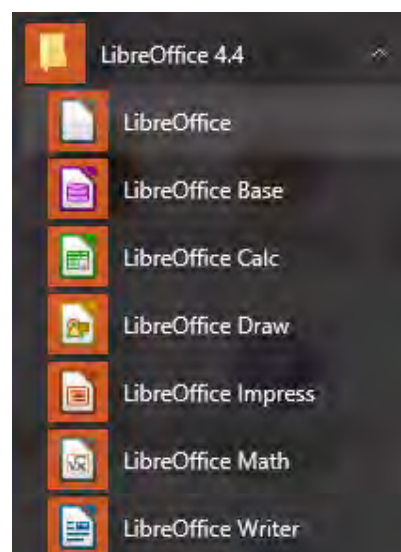 LibreOffice 4.4
LibreOffice
LibreOffice Base
LibreOffice Calc
LibreOffice Draw
LibreOffice Impress
LibreOffice Math
LibreOffice Writer